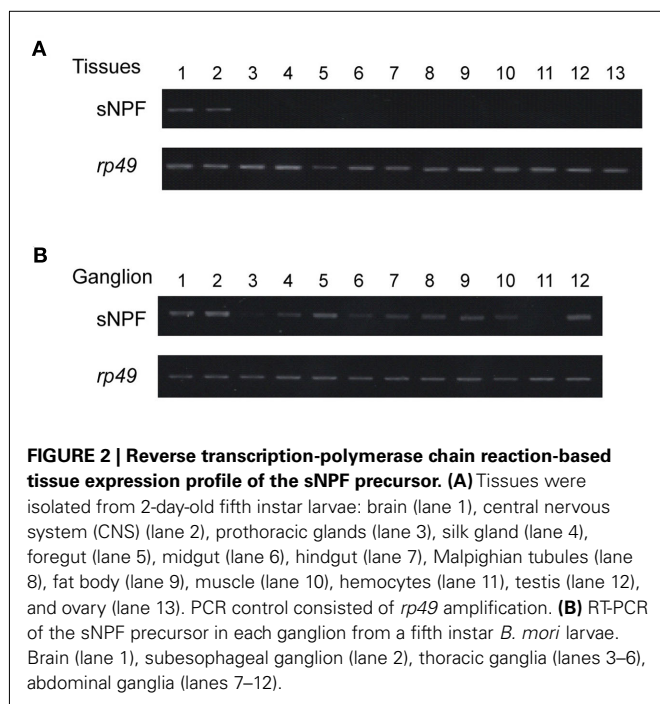 A
Tissues 1 2 3 4 5 6 7 8 9 10 11 12 13
sNPF
rp49
B
Ganglion 1 2 3 4 5 6 7 8 9 10 11 12
sNPF
rp49
FIGURE 2 | Reverse transcription-polymerase chain reaction-based
tissue expression profile of the sNPF precursor. (A) Tissues were
isolated from 2-day-old fifth instar larvae: brain (lane 1), central nervous
system (CNS) (lane 2), prothoracic glands (lane 3), silk gland (lane 4),
foregut (lane 5), midgut (lane 6), hindgut (lane 7), Malpighian tubules (lane
8), fat body (lane 9), muscle (lane 10), hemocytes (lane 11), testis (lane 12),
and ovary (lane 13). PCR control consisted of rp49 amplification. (B) RT-PCR
of the sNPF precursor in each ganglion from a fifth instar B. mori larvae.
Brain (lane 1), subesophageal ganglion (lane 2), thoracic ganglia (lanes 3–6),
abdominal ganglia (lanes 7–12).